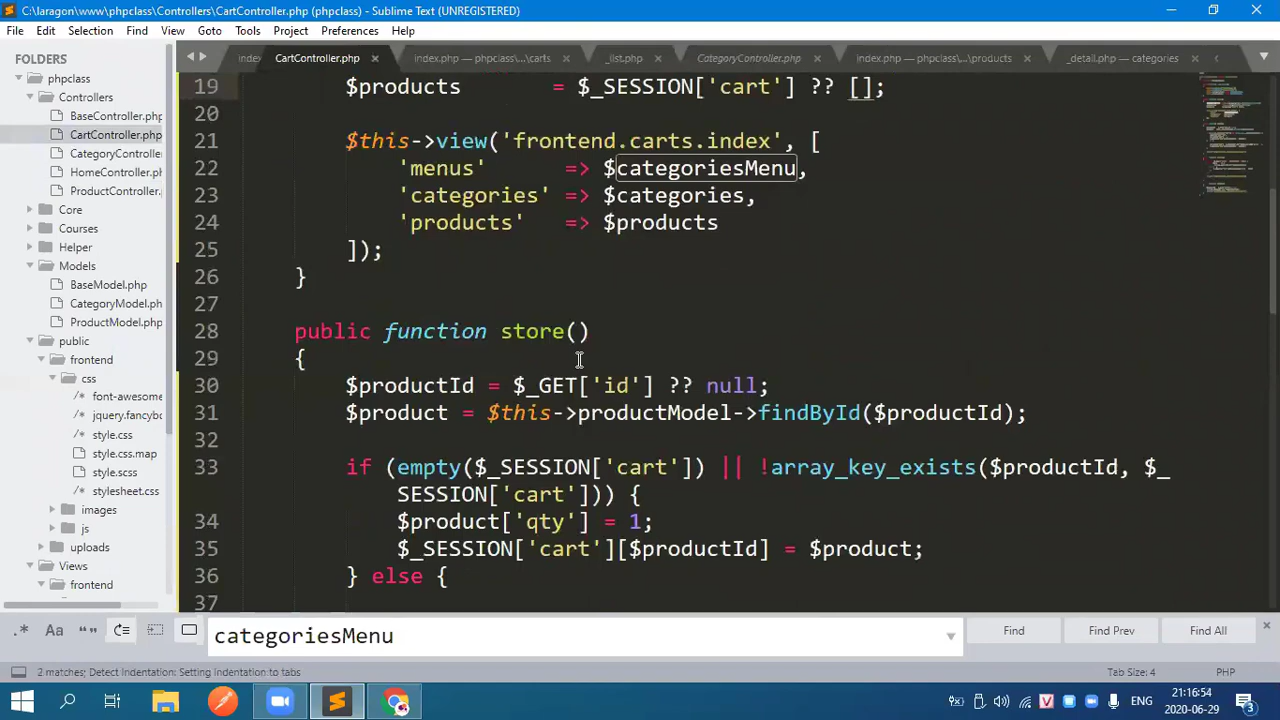 C:\laragon\www\phpclass\Controllers\CartController.php (phpclass) - Sublime Text (UNREGISTERED)
File Edit Selection Find View Goto Tools Project Preferences Help
FOLDERS
phpclass
Controllers
BaseController.ph
CartController.php
CategoryControlle
HomeController.ph
ProductController.
Core
Courses
Helper
Models
BaseModel.php
CategoryModel.ph
ProductModel.php
public
frontend
css
font-awesome
jquery.fancybo
style.css
style.css.map
style.scss
stylesheet.css
images
js
uploads
Views
frontend
index CartController.php index.php — phpclass\...\carts _list.php CategoryController.php index.php — phpclass\...\products _detail.php — categories
19 $products = $_SESSION['cart'] ?? [];
20
21 $this->view('frontend.carts.index', [
22 'menus' => $categoriesMenu,
23 'categories' => $categories,
24 'products' => $products
25 ]);
26 }
27
28 public function store()
29 {
30 $productId = $_GET['id'] ?? null;
31 $product = $this->productModel->findById($productId);
32
33 if (empty($_SESSION['cart']) || !array_key_exists($productId, $_
SESSION['cart'])) {
34 $product['qty'] = 1;
35 $_SESSION['cart'][$productId] = $product;
36 } else {
37
.* Aa “” categoriesMenu Find Find Prev Find All
2 matches; Detect Indentation: Setting Indentation to tabs Tab Size: 4 PHP
ENG 21:16:54
2020-06-29
3